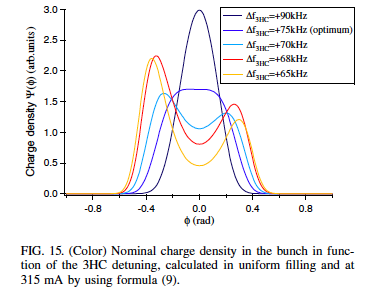 Charge density Ψ(ϕ) (arb.units)
3.0
2.5
2.0
1.5
1.0
0.5
0.0
Δf3HC=+90kHz
Δf3HC=+75kHz (optimum)
Δf3HC=+70kHz
Δf3HC=+68kHz
Δf3HC=+65kHz
-0.8 -0.4 0.0 0.4 0.8
ϕ (rad)
FIG. 15. (Color) Nominal charge density in the bunch in func-
tion of the 3HC detuning, calculated in uniform filling and at
315 mA by using formula (9).